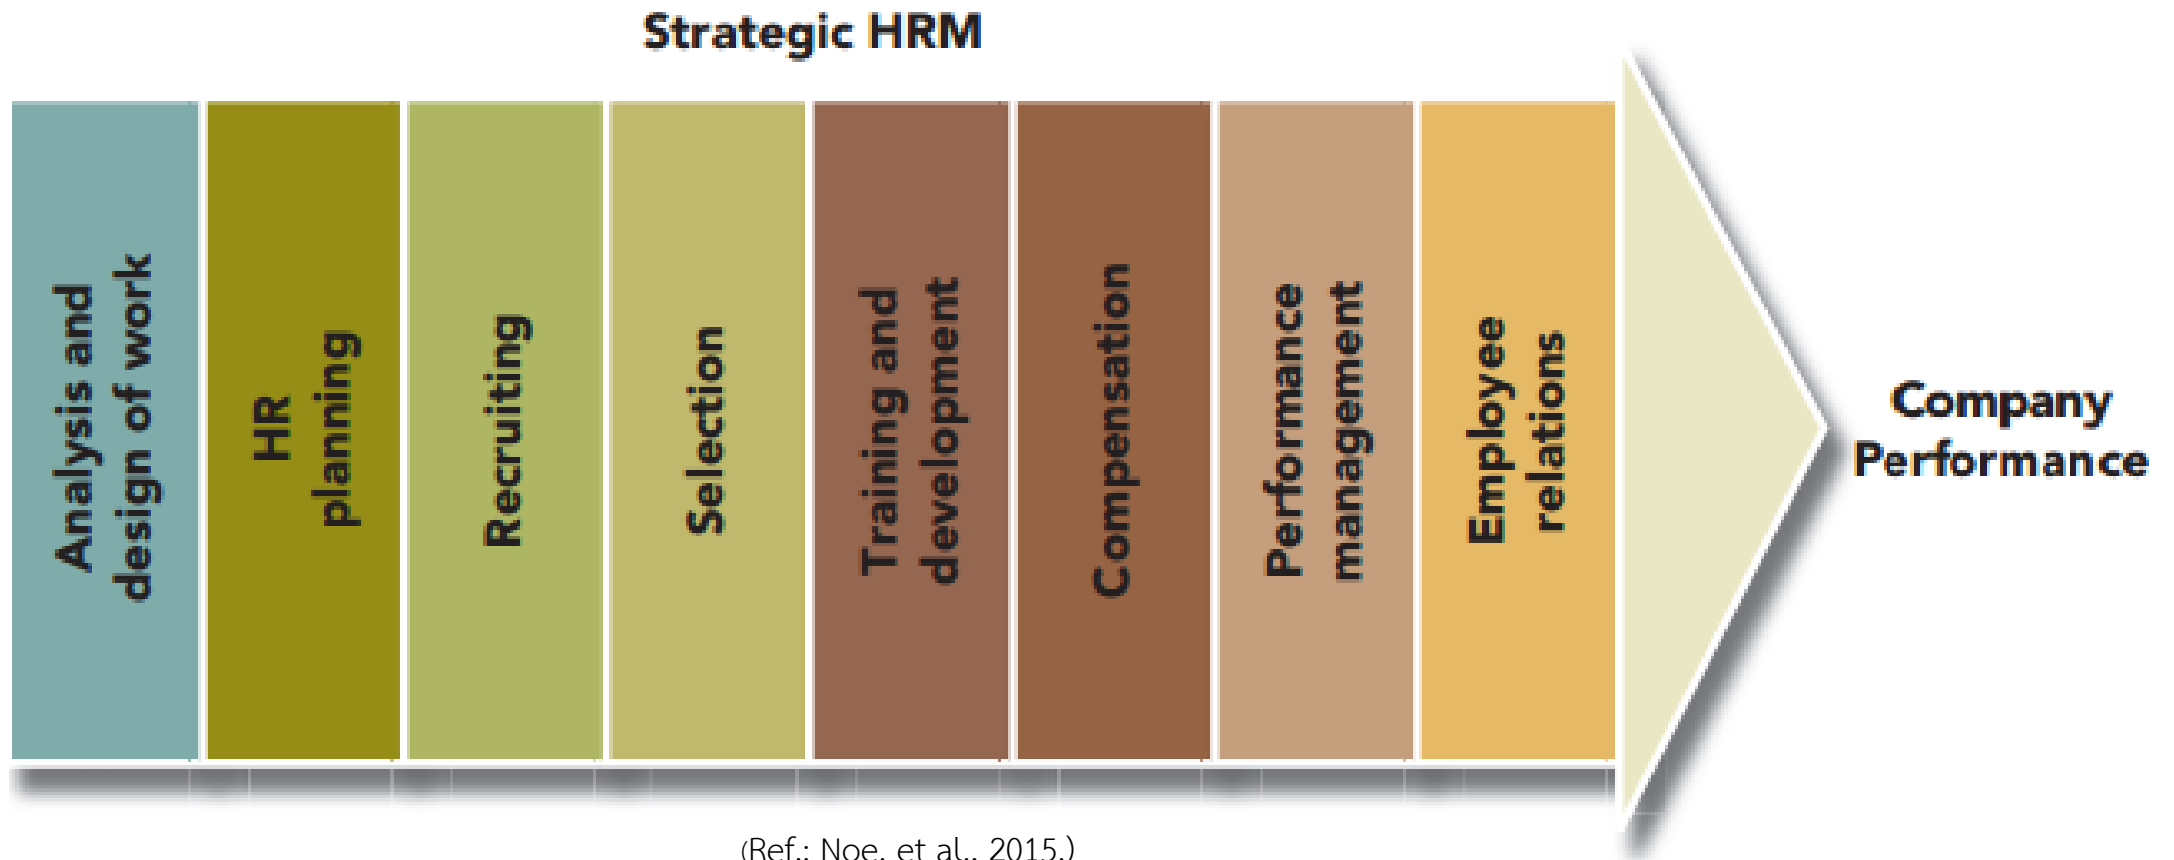 Strategic HRM
Analysis and
design of work
HR
planning
Recruiting
Selection
Training and
development
Compensation
Performance
management
Employee
relations
Company
Performance
(Ref.: Noe. et al., 2015.)